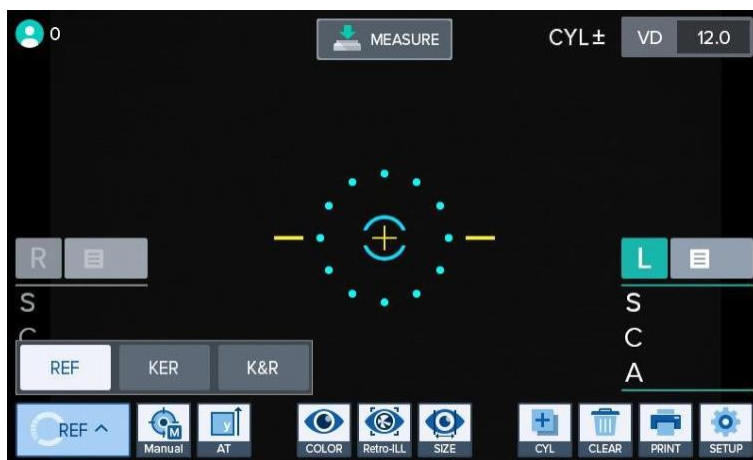 0
MEASURE
CYL±
VD 12.0
R
L
S
S
C
C
A
REF KER K&R
REF
M
Manual
y
AT
COLOR
Retro-ILL
SIZE
CYL
CLEAR
PRINT
SETUP